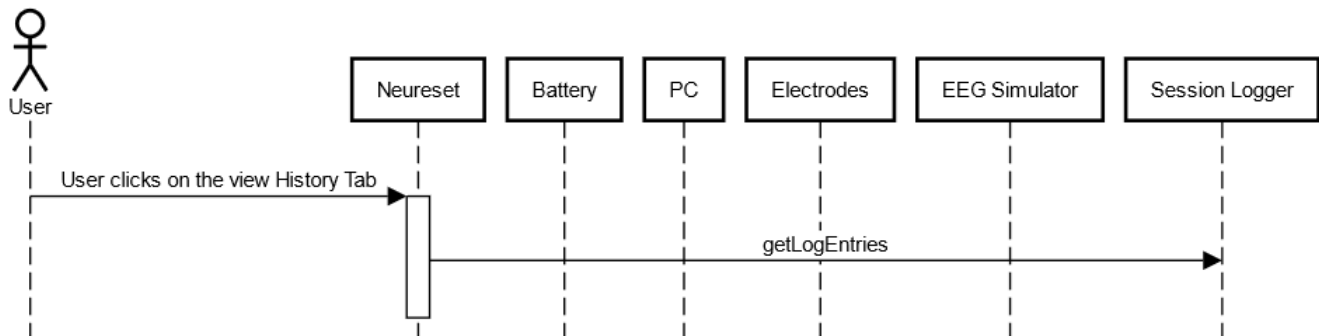 User
Neureset
Battery
PC
Electrodes
EEG Simulator
Session Logger
User clicks on the view History Tab
getLogEntries